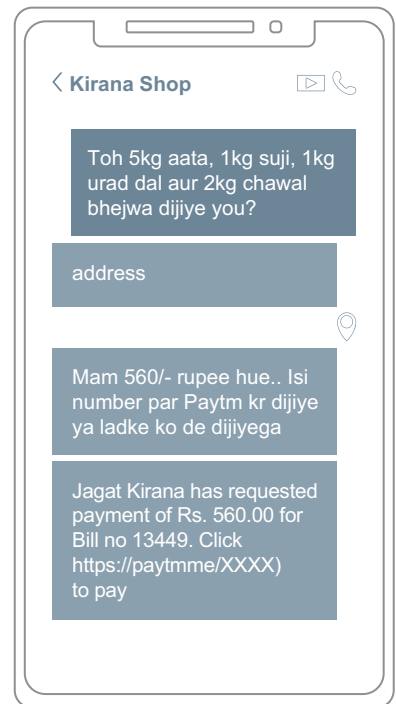 Kirana Shop
Toh 5kg aata, 1kg suji, 1kg
urad dal aur 2kg chawal
bhejwa dijiye you?
address
Mam 560/- rupee hue.. Isi
number par Paytm kr dijiye
ya ladke ko de dijiyega
Jagat Kirana has requested
payment of Rs. 560.00 for
Bill no 13449. Click
https://paytmme/XXXX)
to pay